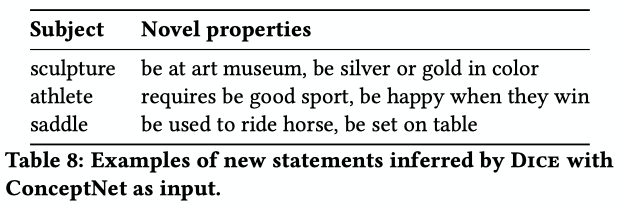 Subject Novel properties
sculpture be at art museum, be silver or gold in color
athlete requires be good sport, be happy when they win
saddle be used to ride horse, be set on table
Table 8: Examples of new statements inferred by DICE with
ConceptNet as input.